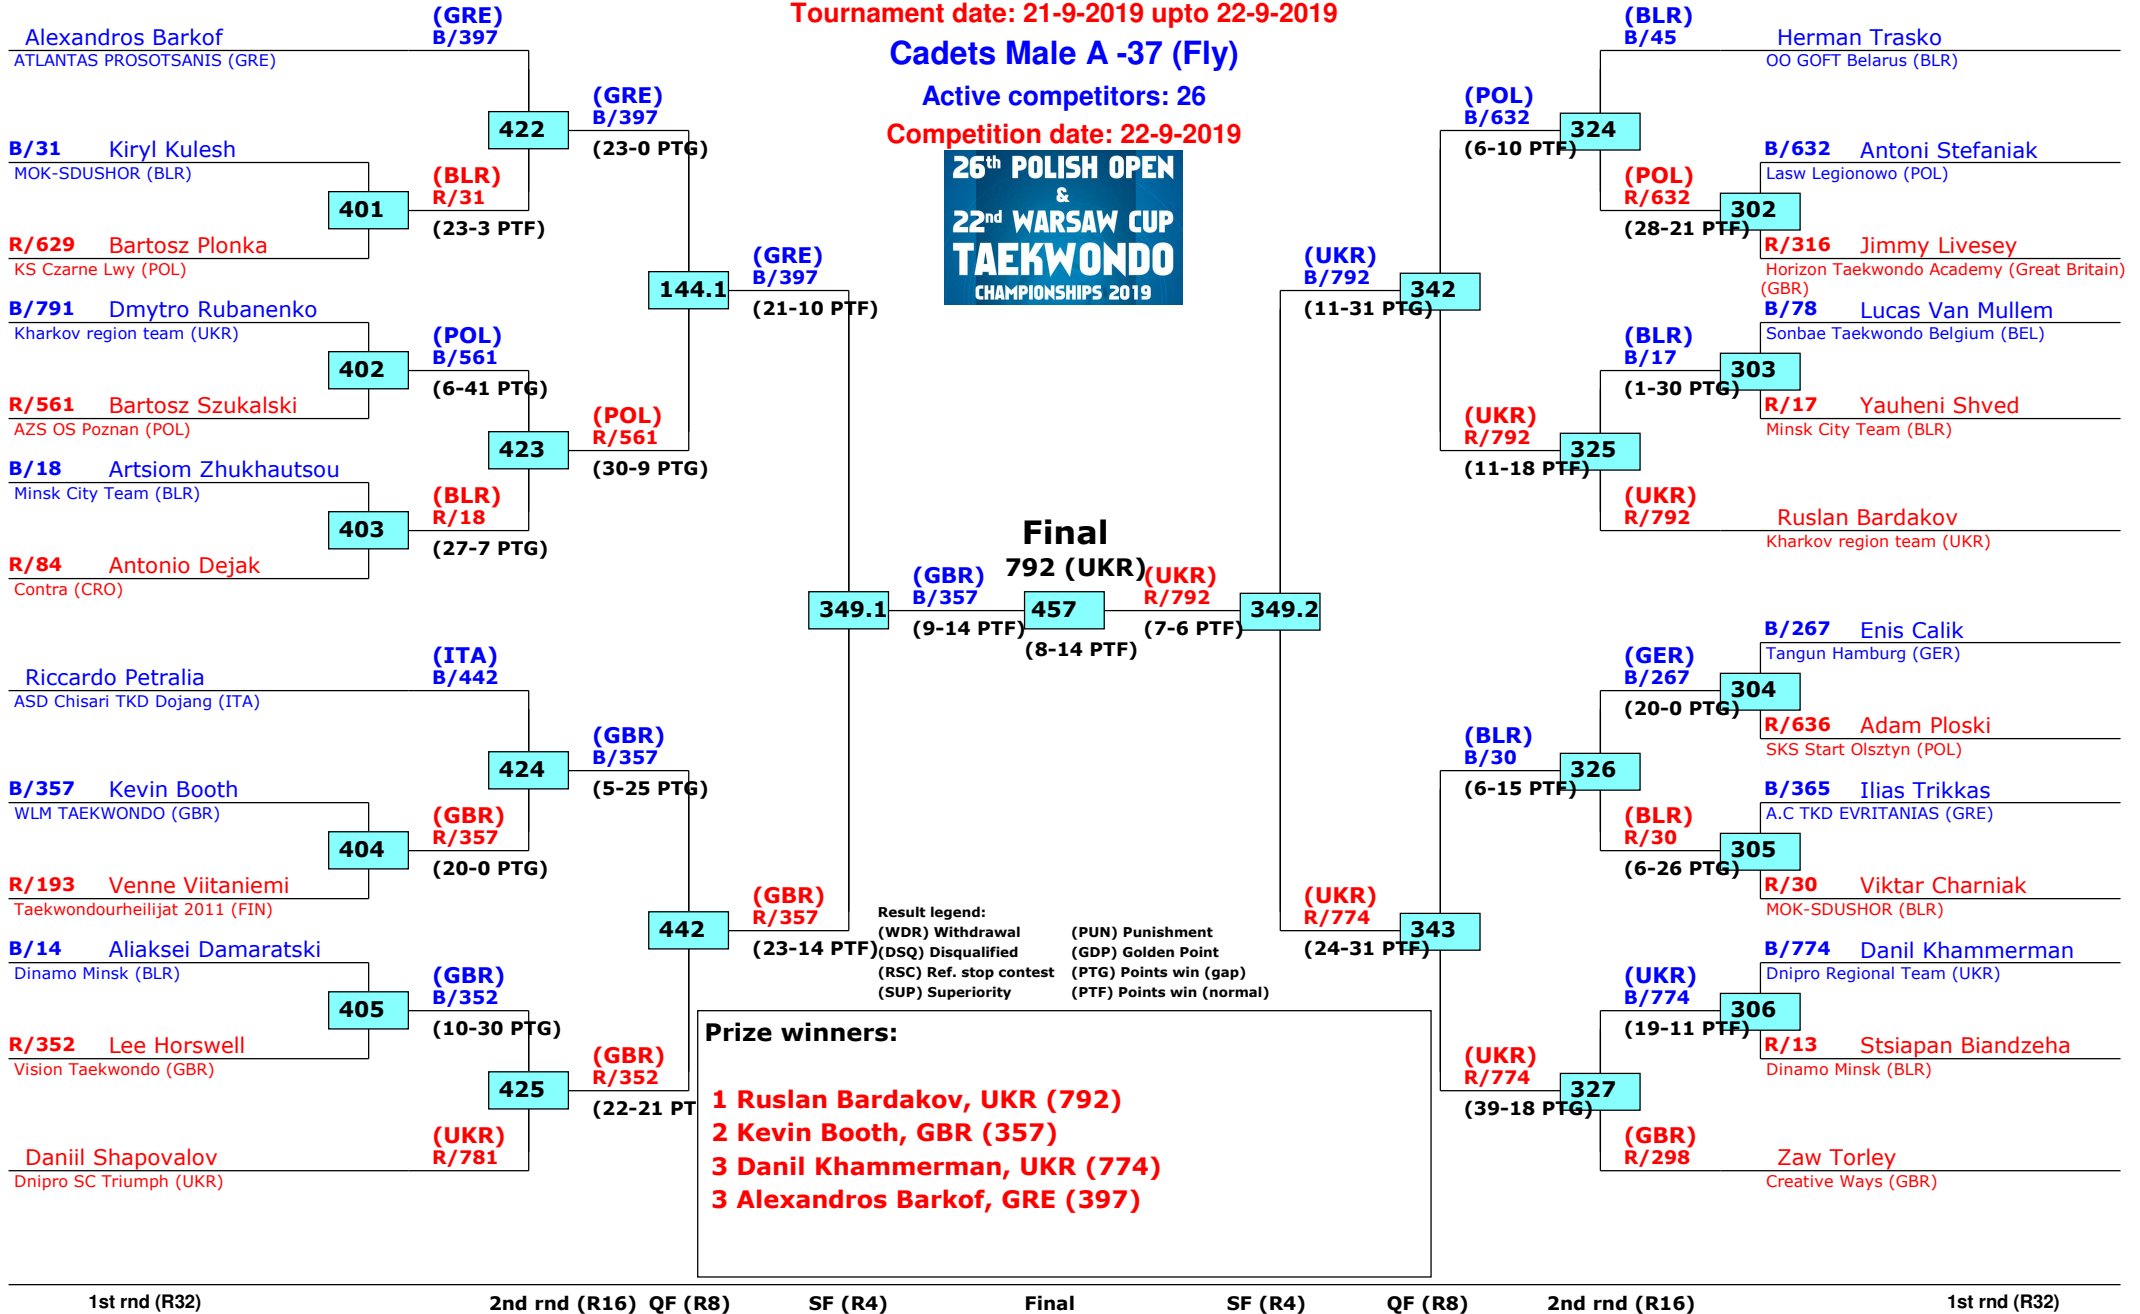 Tournament date: 21-9-2019 upto 22-9-2019
Cadets Male A -37 (Fly)
Active competitors: 26
Competition date: 22-9-2019
26th POLISH OPEN
&
22nd WARSAW CUP
TAEKWONDO
CHAMPIONSHIPS 2019
Alexandros Barkof
ATLANTAS PROSOTSANIS (GRE)
(GRE)
B/397
B/31 Kiryl Kulesh
MOK-SDUSHOR (BLR)
401
R/629 Bartosz Plonka
KS Czarne Lwy (POL)
(BLR)
R/31
(23-3 PTF)
422
(GRE)
B/397
(23-0 PTG)
B/791 Dmytro Rubanenko
Kharkov region team (UKR)
402
R/561 Bartosz Szukalski
AZS OS Poznan (POL)
(POL)
B/561
(6-41 PTG)
B/18 Artsiom Zhukhautsou
Minsk City Team (BLR)
403
R/84 Antonio Dejak
Contra (CRO)
(BLR)
R/18
(27-7 PTG)
423
(POL)
R/561
(30-9 PTG)
144.1
(GRE)
B/397
(21-10 PTF)
Riccardo Petralia
ASD Chisari TKD Dojang (ITA)
(ITA)
B/442
B/357 Kevin Booth
WLM TAEKWONDO (GBR)
404
R/193 Venne Viitaniemi
Taekwondourheilijat 2011 (FIN)
(GBR)
R/357
(20-0 PTG)
424
(GBR)
B/357
(5-25 PTG)
B/14 Aliaksei Damaratski
Dinamo Minsk (BLR)
405
R/352 Lee Horswell
Vision Taekwondo (GBR)
(GBR)
B/352
(10-30 PTG)
425
Daniil Shapovalov
Dnipro SC Triumph (UKR)
(UKR)
R/781
(GBR)
R/352
(22-21 PT
442
(GBR)
R/357
(23-14 PTF)
349.1
(GBR)
B/357
(9-14 PTF)
Final
792 (UKR)
457
(8-14 PTF)
(UKR)
R/792
(7-6 PTF)
349.2
(UKR)
B/792
(11-31 PTG)
342
(POL)
B/632
(6-10 PTF)
324
(BLR)
B/45
Herman Trasko
OO GOFT Belarus (BLR)
(POL)
R/632
(28-21 PTF)
302
B/632 Antoni Stefaniak
Lasw Legionowo (POL)
R/316 Jimmy Livesey
Horizon Taekwondo Academy (Great Britain)
(GBR)
B/78 Lucas Van Mullem
Sonbae Taekwondo Belgium (BEL)
303
R/17 Yauheni Shved
Minsk City Team (BLR)
(BLR)
B/17
(1-30 PTG)
(UKR)
R/792
(11-18 PTF)
325
(UKR)
R/792
Ruslan Bardakov
Kharkov region team (UKR)
B/267 Enis Calik
Tangun Hamburg (GER)
304
R/636 Adam Ploski
SKS Start Olsztyn (POL)
(GER)
B/267
(20-0 PTG)
(BLR)
B/30
(6-15 PTF)
326
B/365 Ilias Trikkas
A.C TKD EVRITANIAS (GRE)
305
R/30 Viktar Charniak
MOK-SDUSHOR (BLR)
(BLR)
R/30
(6-26 PTG)
(UKR)
R/774
(24-31 PTF)
343
B/774 Danil Khammerman
Dnipro Regional Team (UKR)
306
R/13 Stsiapan Biandzeha
Dinamo Minsk (BLR)
(UKR)
B/774
(19-11 PTF)
(UKR)
R/774
(39-18 PTG)
327
(GBR)
R/298
Zaw Torley
Creative Ways (GBR)
Result legend:
(WDR) Withdrawal (PUN) Punishment
(DSQ) Disqualified (GDP) Golden Point
(RSC) Ref. stop contest (PTG) Points win (gap)
(SUP) Superiority (PTF) Points win (normal)
Prize winners:
1 Ruslan Bardakov, UKR (792)
2 Kevin Booth, GBR (357)
3 Danil Khammerman, UKR (774)
3 Alexandros Barkof, GRE (397)
1st rnd (R32) 2nd rnd (R16) QF (R8) SF (R4) Final SF (R4) QF (R8) 2nd rnd (R16) 1st rnd (R32)